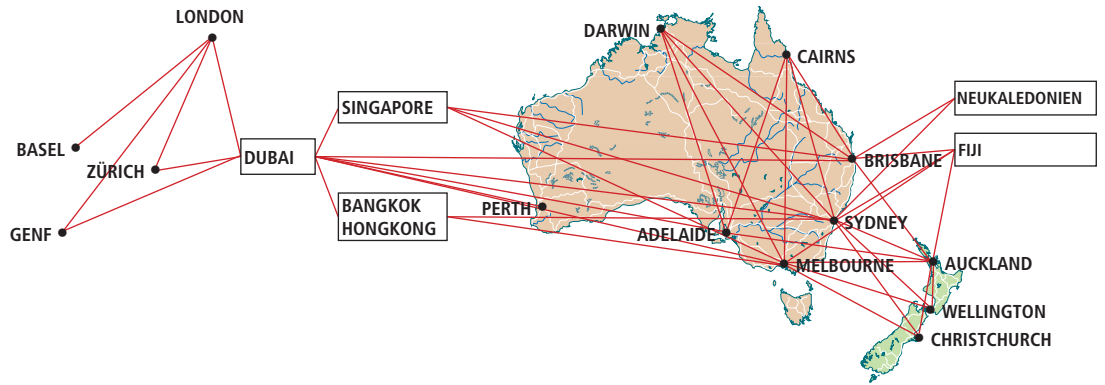 LONDON
DARWIN
CAIRNS
SINGAPORE
NEUKALEDONIEN
BASEL
DUBAI
BRISBANE
FIJI
ZÜRICH
PERTH
BANGKOK
HONGKONG
SYDNEY
GENF
ADELAIDE
MELBOURNE
AUCKLAND
WELLINGTON
CHRISTCHURCH